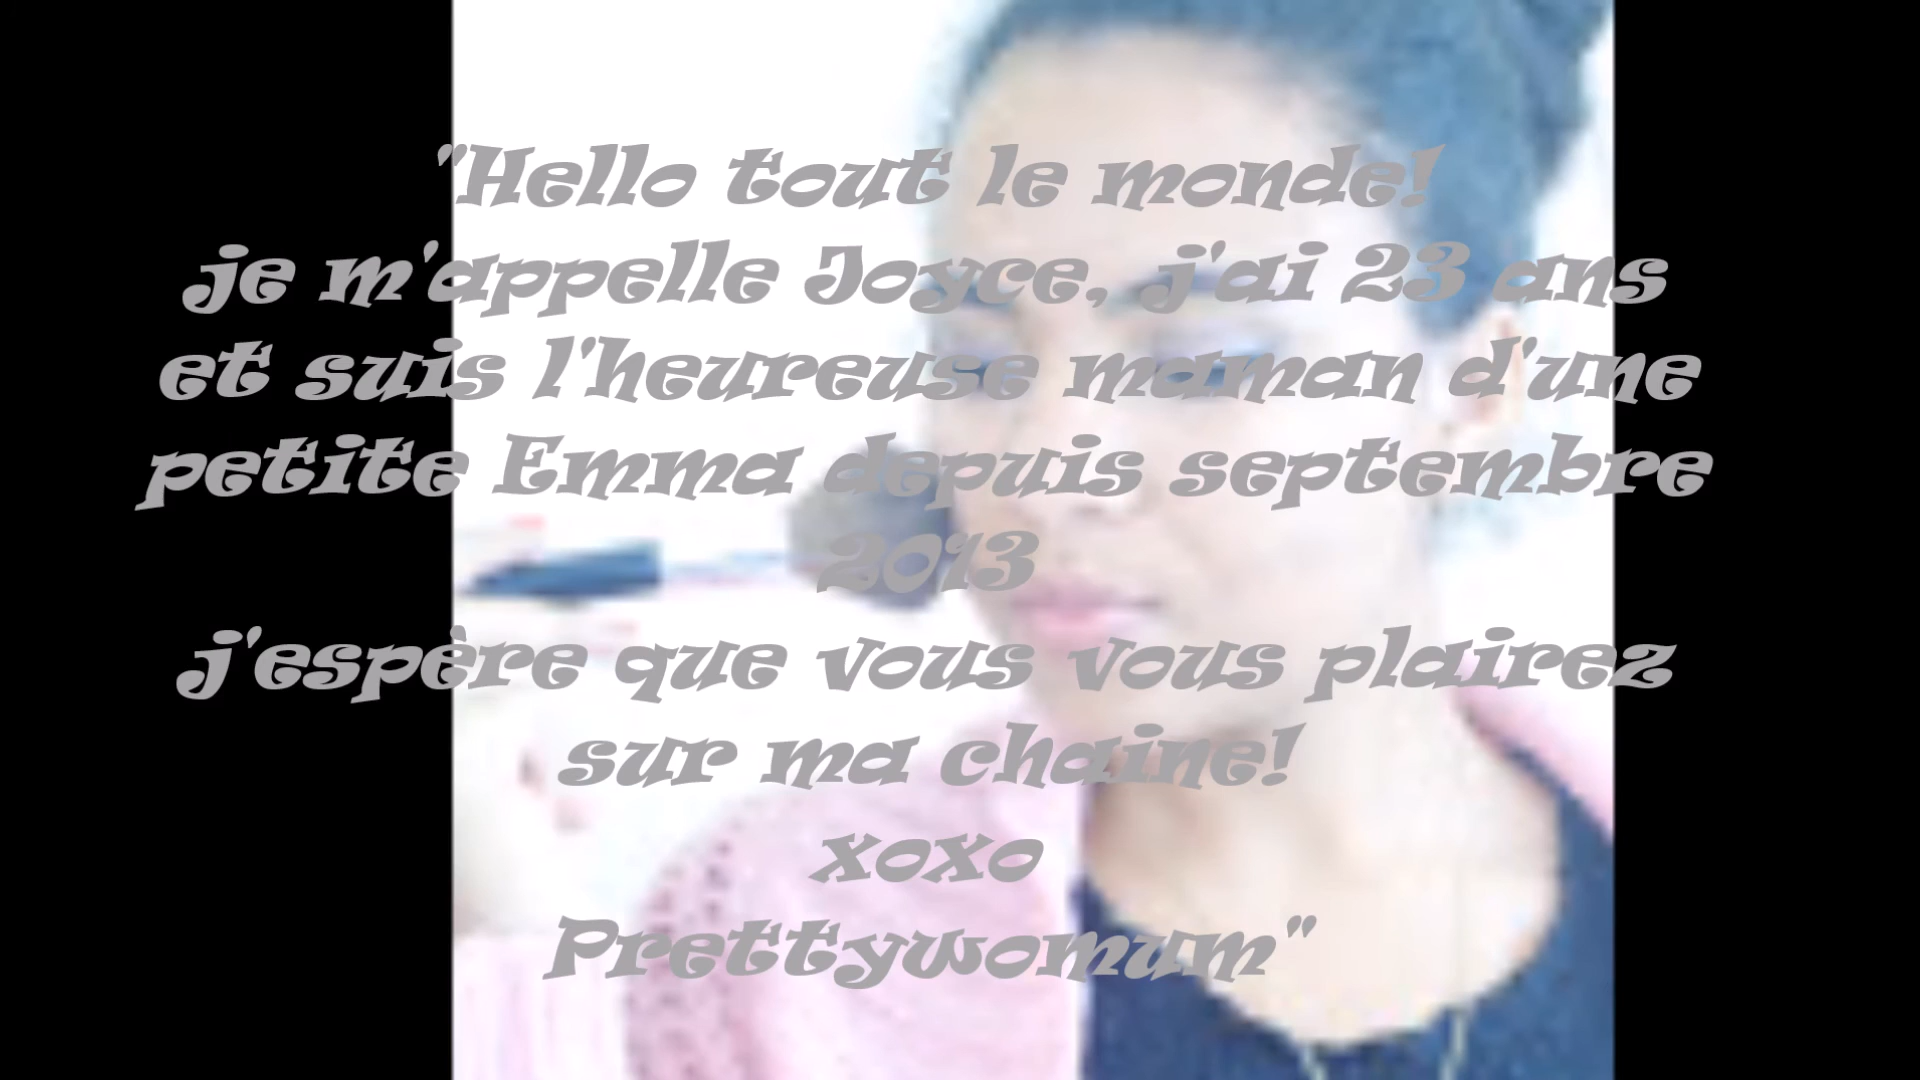 "Hello tout le monde!
je m'appelle Joyce, j'ai 23 ans
et suis l'heureuse maman d'une
petite Emma depuis septembre
2013
j'espère que vous vous plairez
sur ma chaine!
xoxo
Prettywomum"